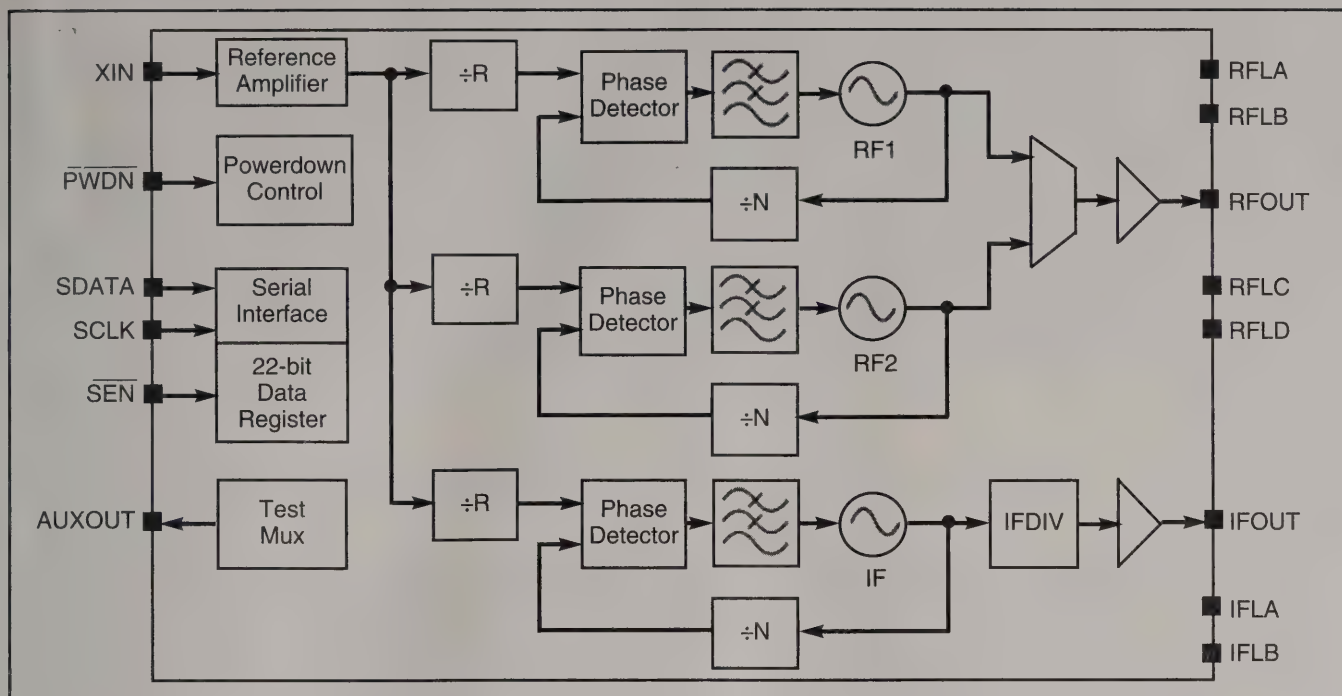 XIN
Reference
Amplifier
÷R
Phase
Detector
RF1
÷N
RFLA
RFLB
PWDN
Powerdown
Control
RFOUT
SDATA
SCLK
SEN
Serial
Interface
22-bit
Data
Register
÷R
Phase
Detector
RF2
÷N
RFLC
RFLD
AUXOUT
Test
Mux
÷R
Phase
Detector
IF
÷N
IFDIV
IFOUT
IFLA
IFLB